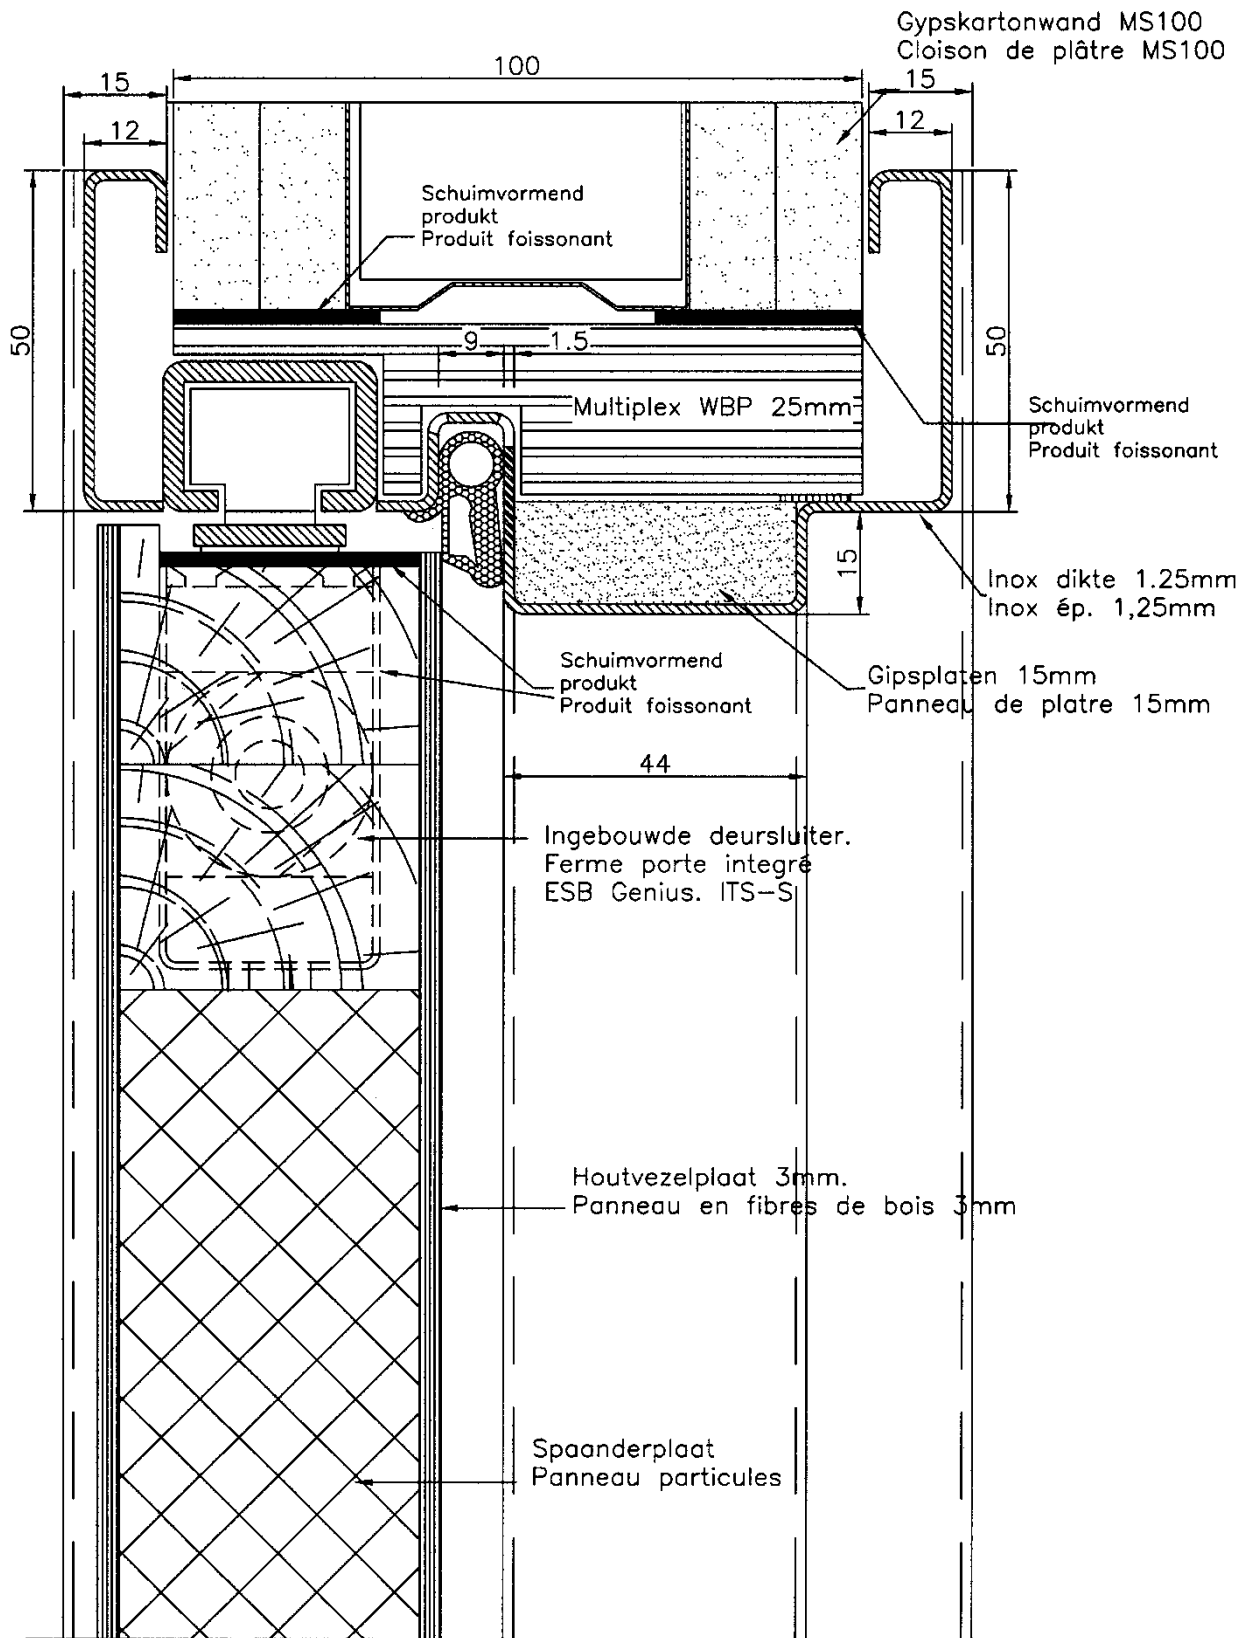 Gypskartonwand MS100
Cloison de plâtre MS100
100
15
15
12
12
Schuimvormend
produkt
Produit foissonant
50
50
9
1.5
Multiplex WBP 25mm
Schuimvormend
produkt
Produit foissonant
15
Inox dikte 1.25mm
Inox ép. 1,25mm
Schuimvormend
produkt
Produit foissonant
Gipsplaten 15mm
Panneau de platre 15mm
44
Ingebouwde deursluiter.
Ferme porte integré
ESB Genius. ITS-S
Houtvezelplaat 3mm.
Panneau en fibres de bois 3mm
Spaanderplaat
Panneau particules